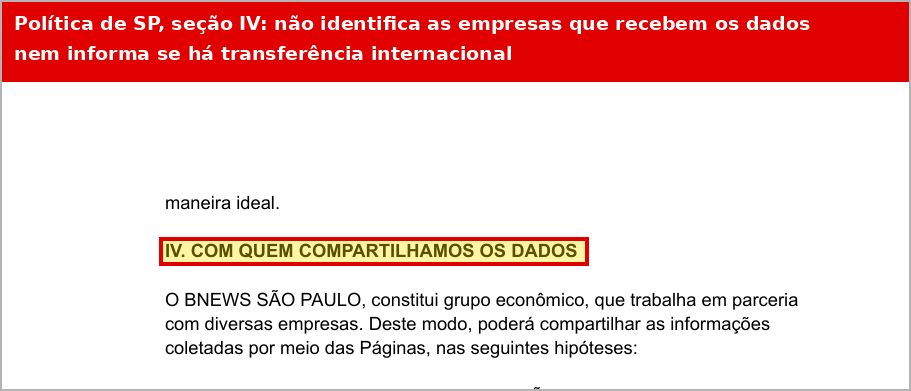 Política de SP, seção IV: não identifica as empresas que recebem os dados
nem informa se há transferência internacional
maneira ideal.
IV. COM QUEM COMPARTILHAMOS OS DADOS
O BNEWS SÃO PAULO, constitui grupo econômico, que trabalha em parceria
com diversas empresas. Deste modo, poderá compartilhar as informações
coletadas por meio das Páginas, nas seguintes hipóteses: